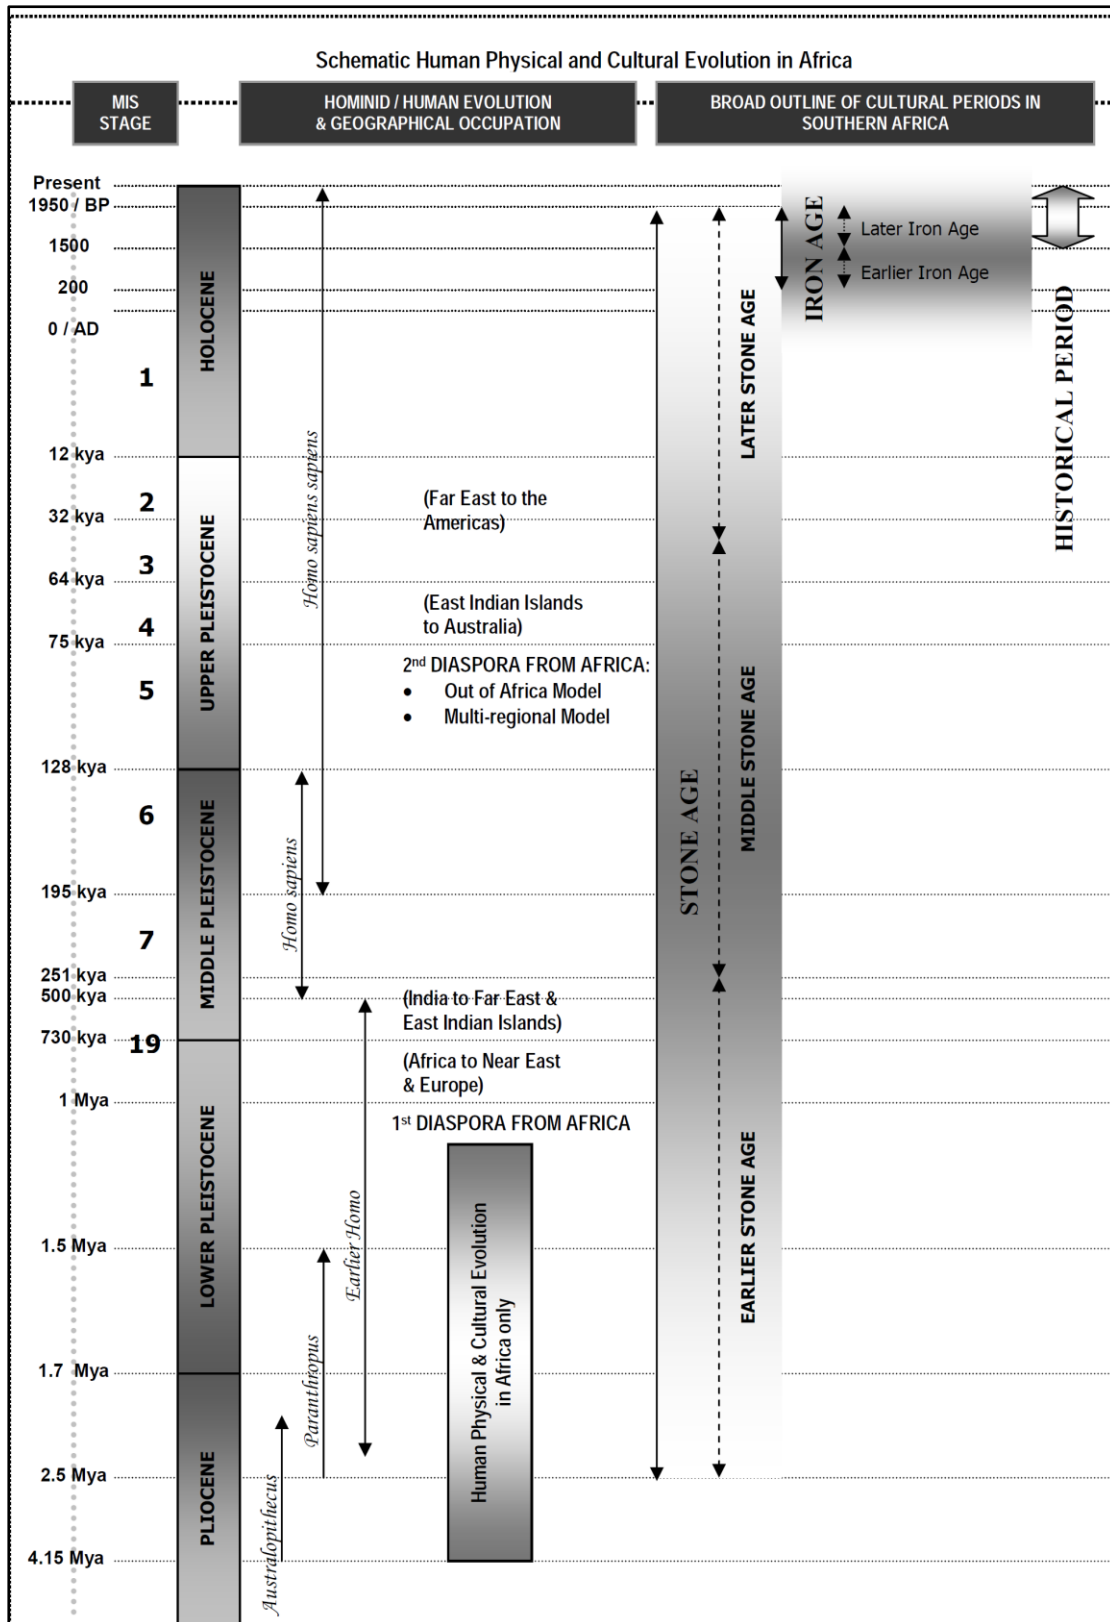 Schematic Human Physical and Cultural Evolution in Africa
MIS
STAGE
HOMINID / HUMAN EVOLUTION
& GEOGRAPHICAL OCCUPATION
BROAD OUTLINE OF CULTURAL PERIODS IN
SOUTHERN AFRICA
Present
1950 / BP
1500
200
0 / AD
12 kya
32 kya
64 kya
75 kya
128 kya
195 kya
251 kya
500 kya
730 kya
1 Mya
1.5 Mya
1.7 Mya
2.5 Mya
4.15 Mya
1
2
3
4
5
6
7
19
HOLOCENE
UPPER PLEISTOCENE
MIDDLE PLEISTOCENE
LOWER PLEISTOCENE
PLIOCENE
Homo sapiens sapiens
Homo sapiens
Earlier Homo
Paranthropus
Australopithecus
(Far East to the
Americas)
(East Indian Islands
to Australia)
2nd DIASPORA FROM AFRICA:
• Out of Africa Model
• Multi-regional Model
(India to Far East &
East Indian Islands)
(Africa to Near East
& Europe)
1st DIASPORA FROM AFRICA
Human Physical & Cultural Evolution
in Africa only
STONE AGE
LATER STONE AGE
MIDDLE STONE AGE
EARLIER STONE AGE
IRON AGE
Later Iron Age
Earlier Iron Age
HISTORICAL PERIOD